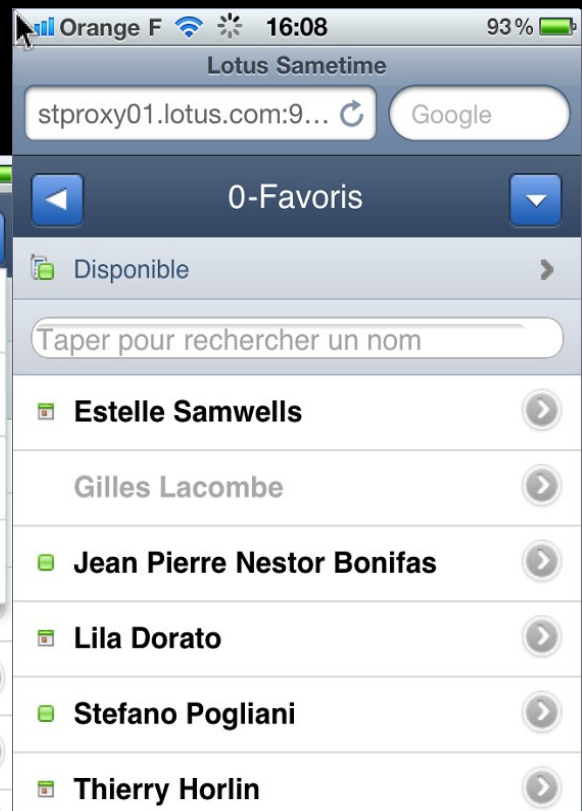 Orange F 16:08 93%
Lotus Sametime
stproxy01.lotus.com:9... Google
0-Favoris
Disponible
Taper pour rechercher un nom
Estelle Samwells
Gilles Lacombe
Jean Pierre Nestor Bonifas
Lila Dorato
Stefano Pogliani
Thierry Horlin